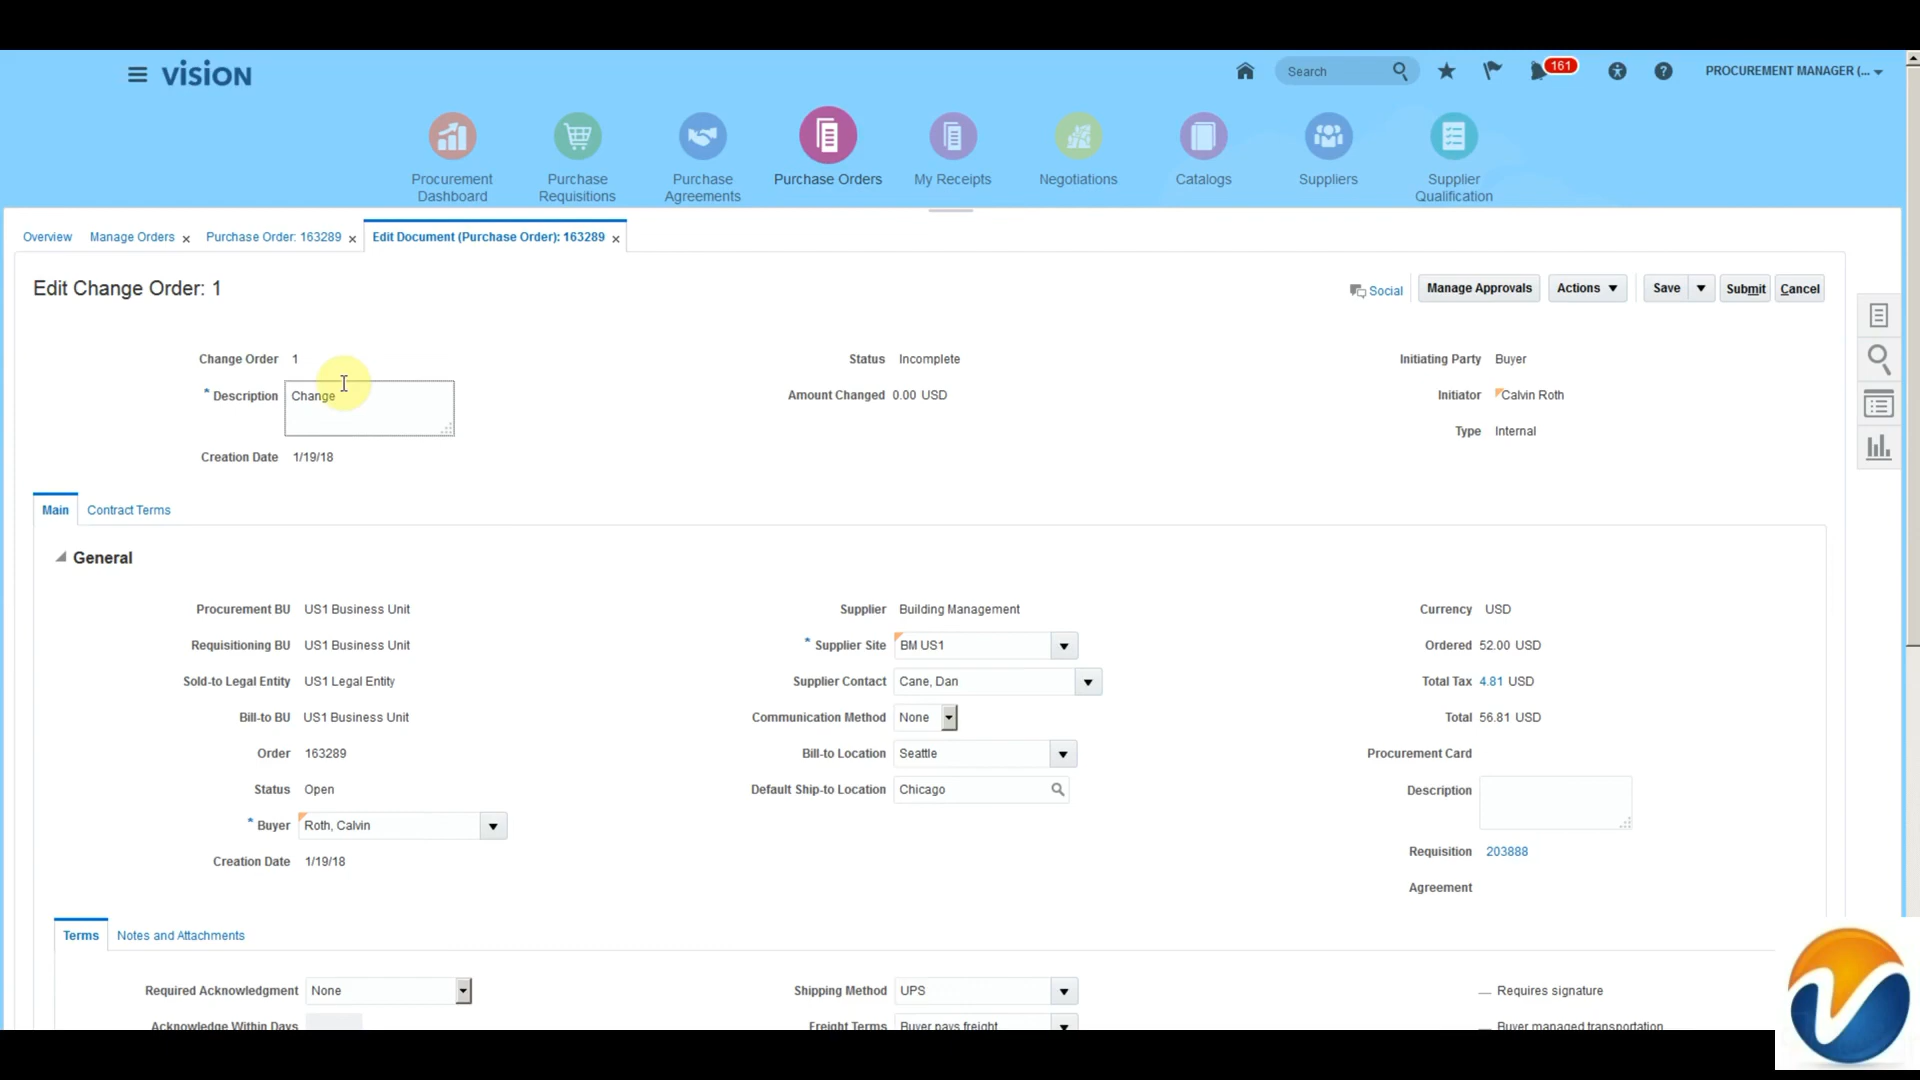 vision
Search
161
PROCUREMENT MANAGER (...
Procurement
Dashboard
Purchase
Requisitions
Purchase
Agreements
Purchase Orders
My Receipts
Negotiations
Catalogs
Suppliers
Supplier
Qualification
Overview
Manage Orders
Purchase Order: 163289
Edit Document (Purchase Order): 163289
Edit Change Order: 1
Social
Manage Approvals
Actions
Save
Submit
Cancel
Change Order 1
Status Incomplete
Initiating Party Buyer
* Description Change
Amount Changed 0.00 USD
Initiator Calvin Roth
Type Internal
Creation Date 1/19/18
Main
Contract Terms
General
Procurement BU US1 Business Unit
Supplier Building Management
Currency USD
Requisitioning BU US1 Business Unit
* Supplier Site BM US1
Ordered 52.00 USD
Sold-to Legal Entity US1 Legal Entity
Supplier Contact Cane, Dan
Total Tax 4.81 USD
Bill-to BU US1 Business Unit
Communication Method None
Total 56.81 USD
Order 163289
Bill-to Location Seattle
Procurement Card
Status Open
Default Ship-to Location Chicago
Description
* Buyer Roth, Calvin
Requisition 203888
Creation Date 1/19/18
Agreement
Terms
Notes and Attachments
Required Acknowledgment None
Shipping Method UPS
Requires signature
Acknowledge Within Days
Freight Terms Buyer pays freight
Buyer managed transportation